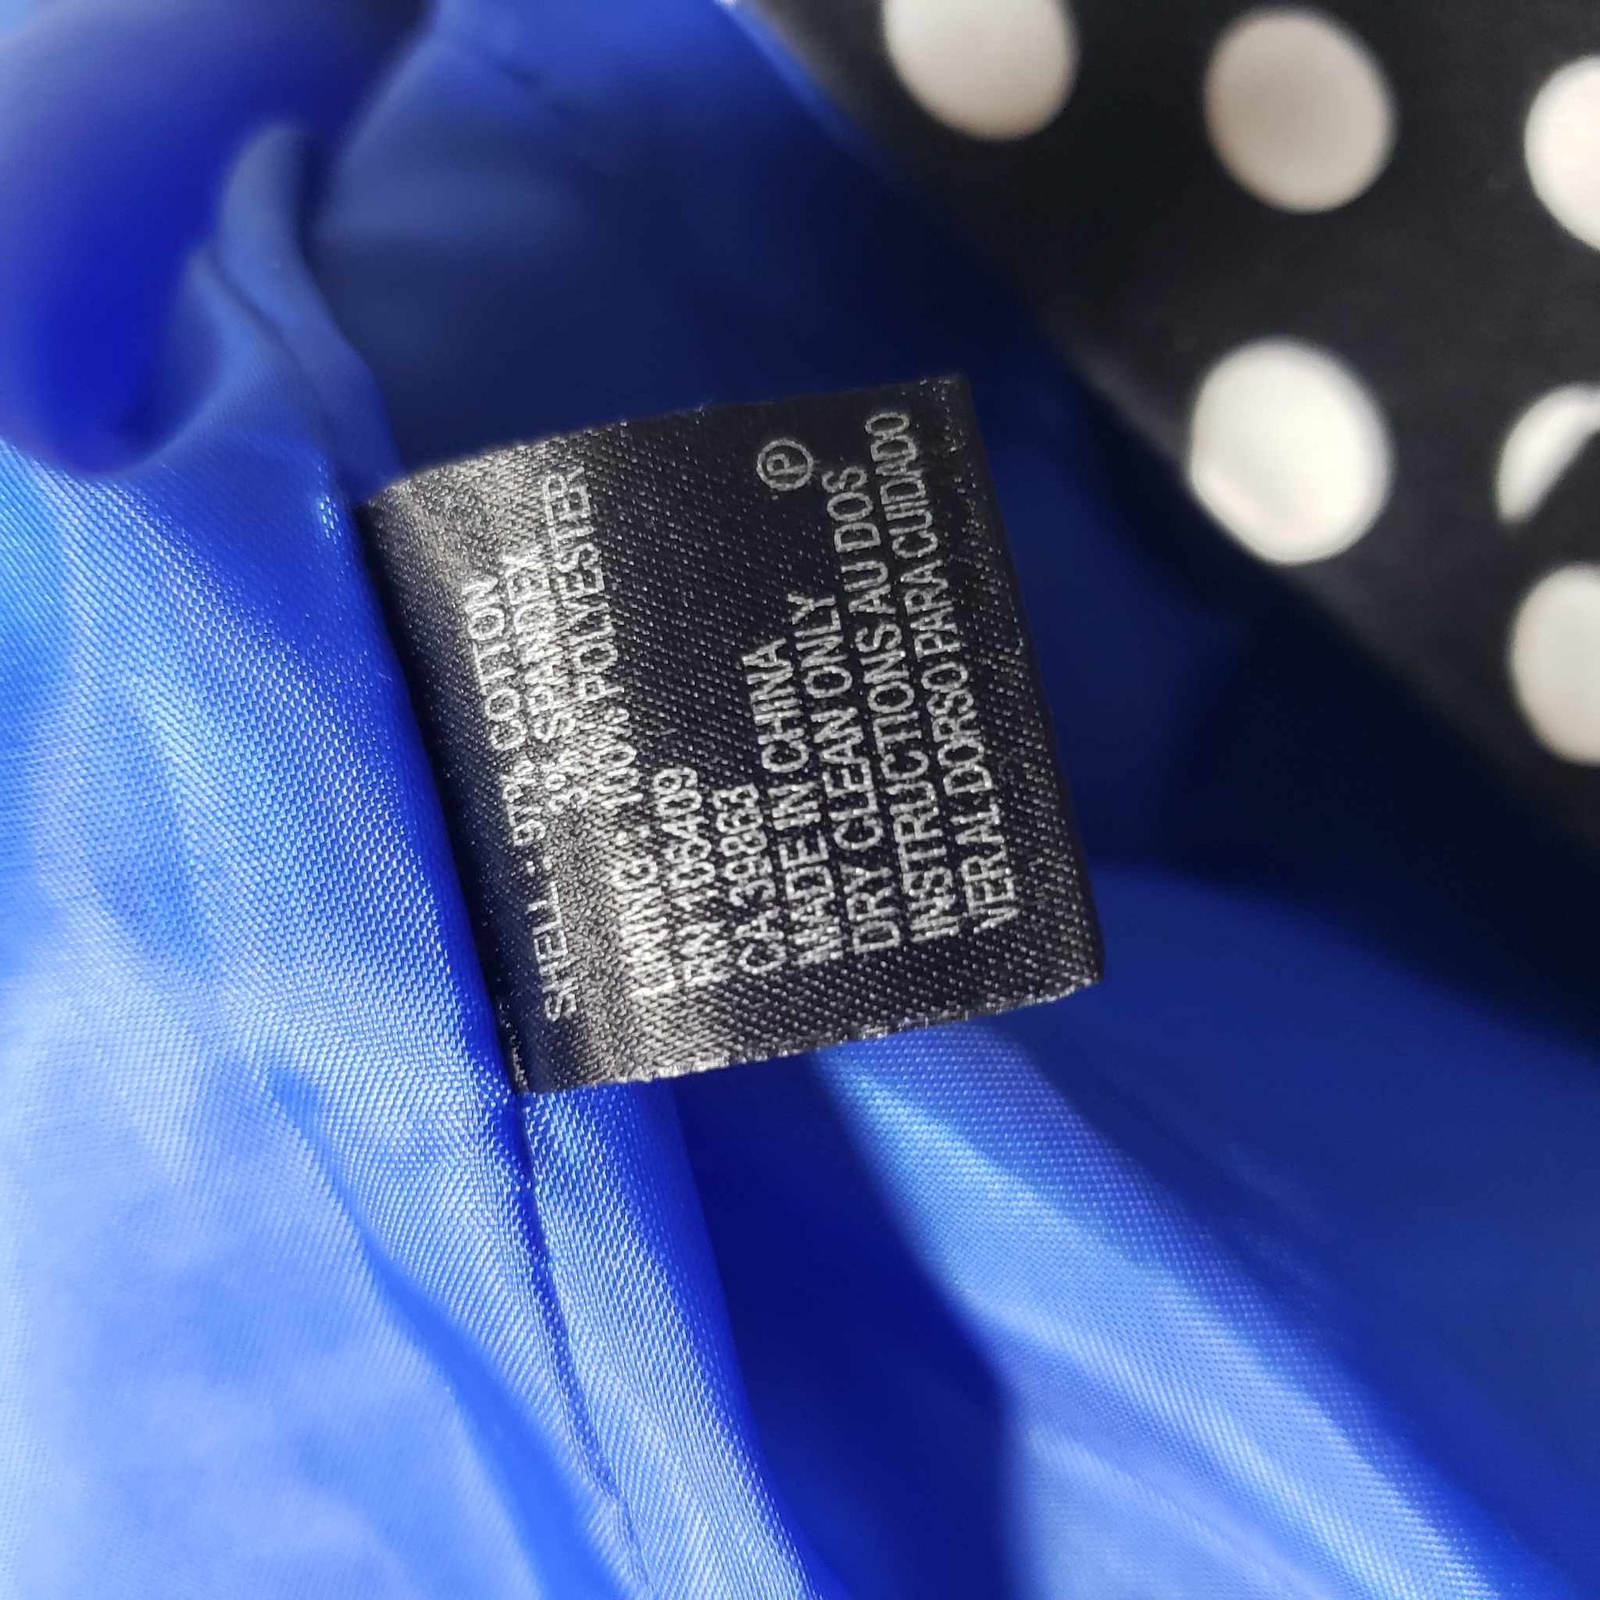 SHELL : 97% COTTON
3% SPANDEX
LINING : 100% POLYESTER
RN 106409
CA 39863
MADE IN CHINA
DRY CLEAN ONLY Ⓟ
INSTRUCTIONS AU DOS
VER AL DORSO PARA CUIDADO